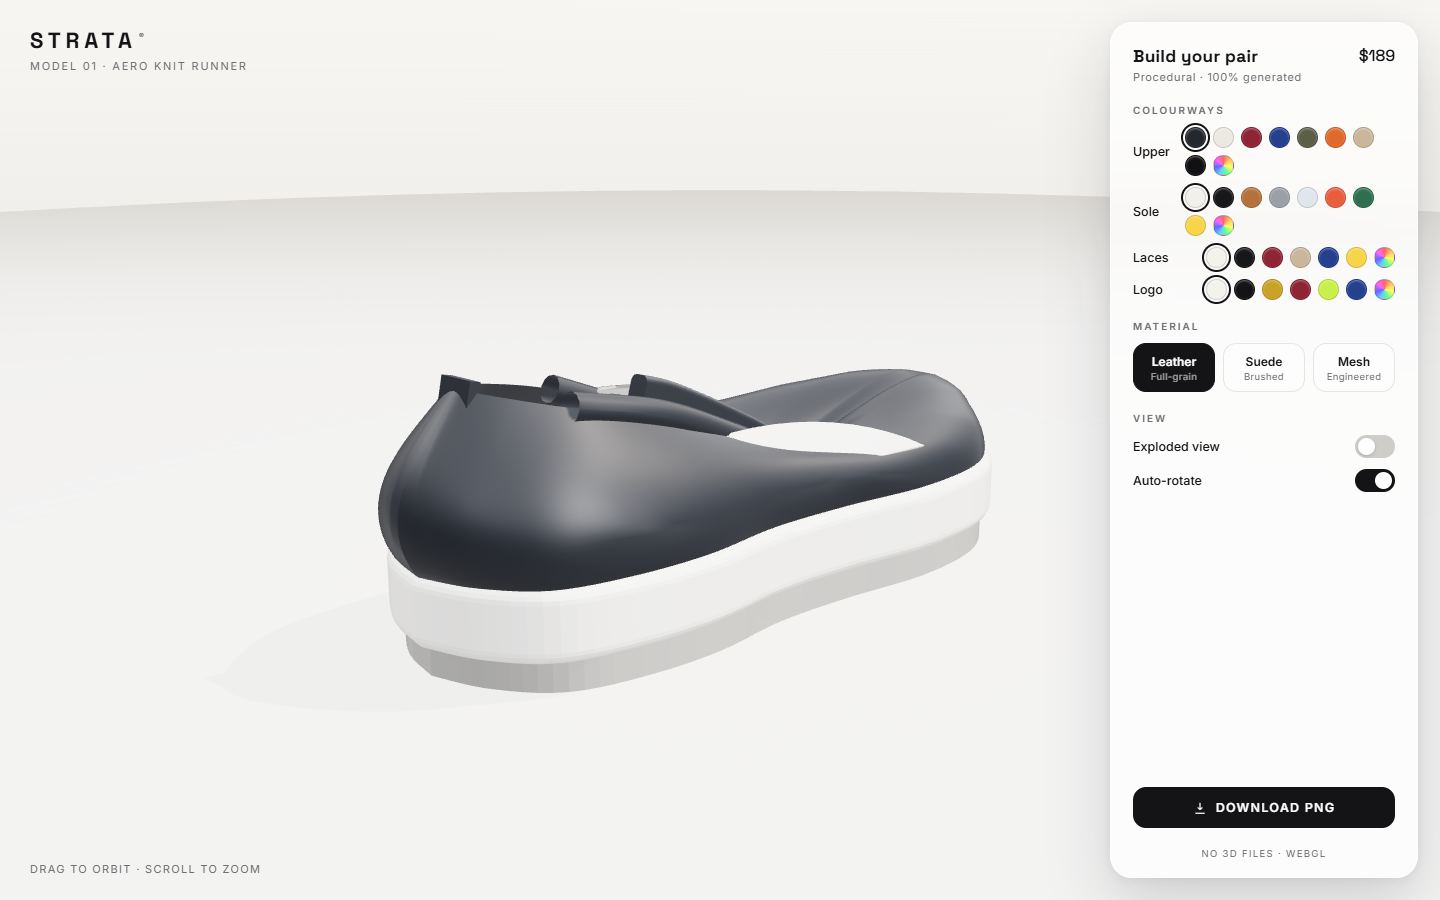 STRATA®
MODEL 01 · AERO KNIT RUNNER
Build your pair
$189
Procedural · 100% generated
COLOURWAYS
Upper
Sole
Laces
Logo
MATERIAL
Leather
Full-grain
Suede
Brushed
Mesh
Engineered
VIEW
Exploded view
Auto-rotate
DOWNLOAD PNG
NO 3D FILES · WEBGL
DRAG TO ORBIT · SCROLL TO ZOOM